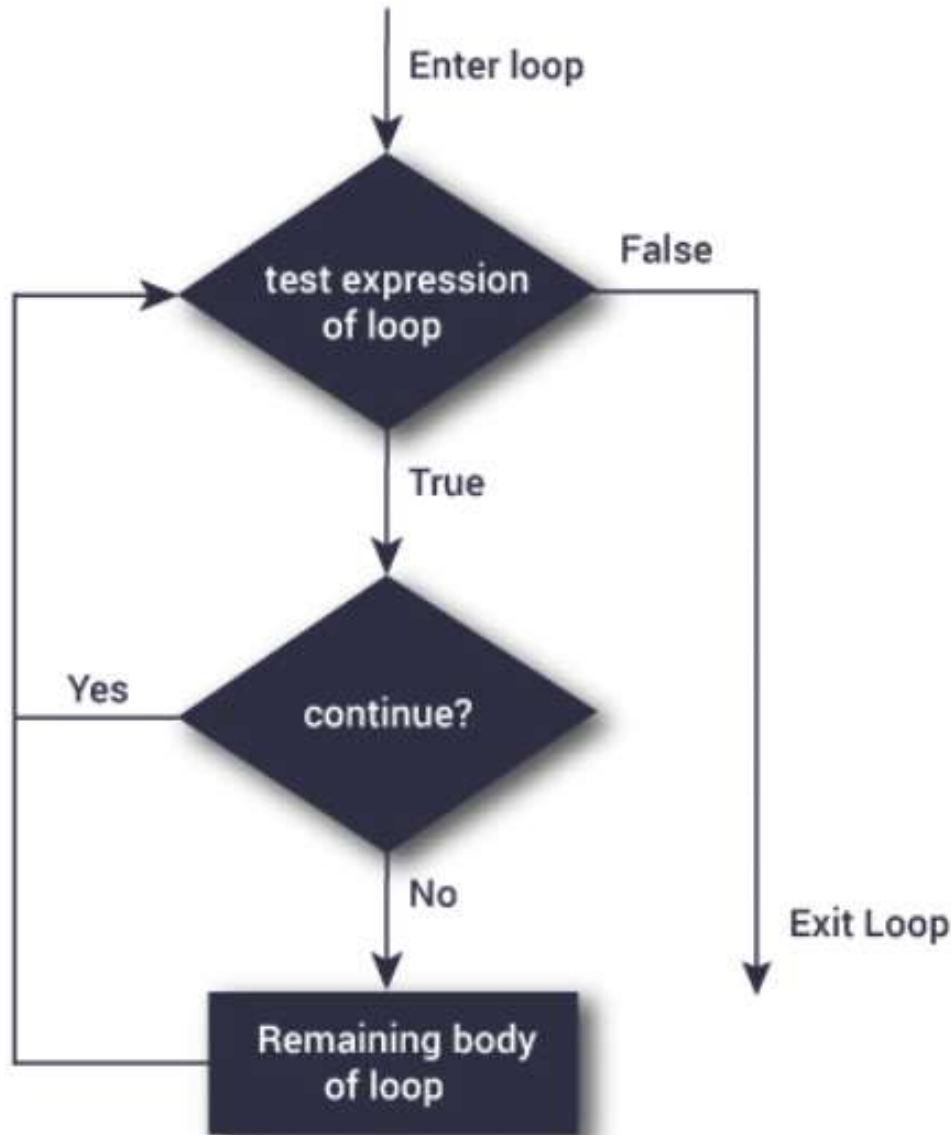 Enter loop
test expression
of loop
False
True
continue?
Yes
No
Exit Loop
Remaining body
of loop